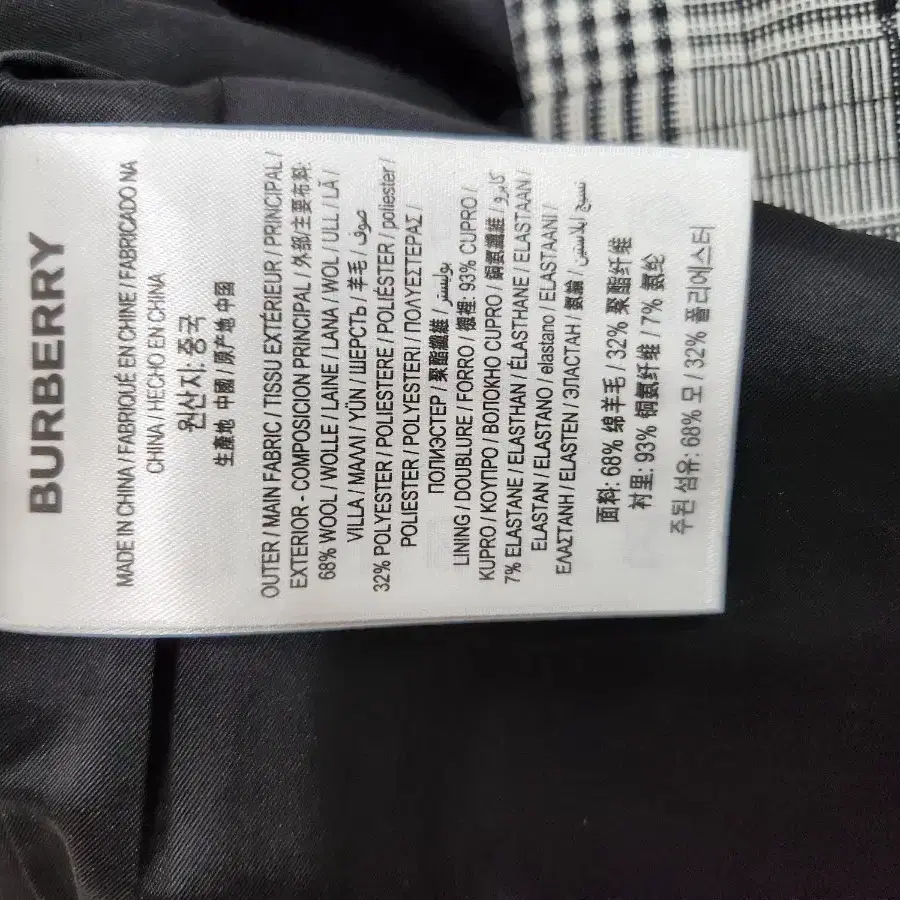 BURBERRY
MADE IN CHINA / FABRIQUÉ EN CHINE / FABRICADO NA
CHINA / HECHO EN CHINA
원산지: 중국
生產地 中國 / 原产地 中国
OUTER / MAIN FABRIC / TISSU EXTÉRIEUR / PRINCIPAL /
EXTERIOR - COMPOSICION PRINCIPAL / 外部/主要布料:
68% WOOL / WOLLE / LAINE / LANA / WOL / ULL / LÃ /
VILLA / ΜΑΛΛΙ / YÜN / ШЕРСТЬ / 羊毛 / صوف
32% POLYESTER / POLIESTERE / POLIÉSTER / poliester /
POLIESTER / POLYESTERI / ΠΟΛΥΕΣΤΕΡΑΣ /
ПОЛИЭСТЕР / 聚酯纖維 / بوليستر
LINING / DOUBLURE / FORRO / 襯裡: 93% CUPRO /
KUPRO / ΚΟΥΠΡΟ / ВОЛОКНО CUPRO / 銅氨纖維 / كابرو
7% ELASTANE / ELASTHAN / ÉLASTHANE / ELASTAAN /
ELASTAN / ELASTANO / elastano / ELASTAANI /
ΕΛΑΣΤΑΝΗ / ELASTEN / ЭЛАСТАН / 氨綸 / نسيج ايلاستين
面料: 68% 绵羊毛 / 32% 聚酯纤维
衬里: 93% 铜氨纤维 / 7% 氨纶
주된 섬유: 68% 모 / 32% 폴리에스터